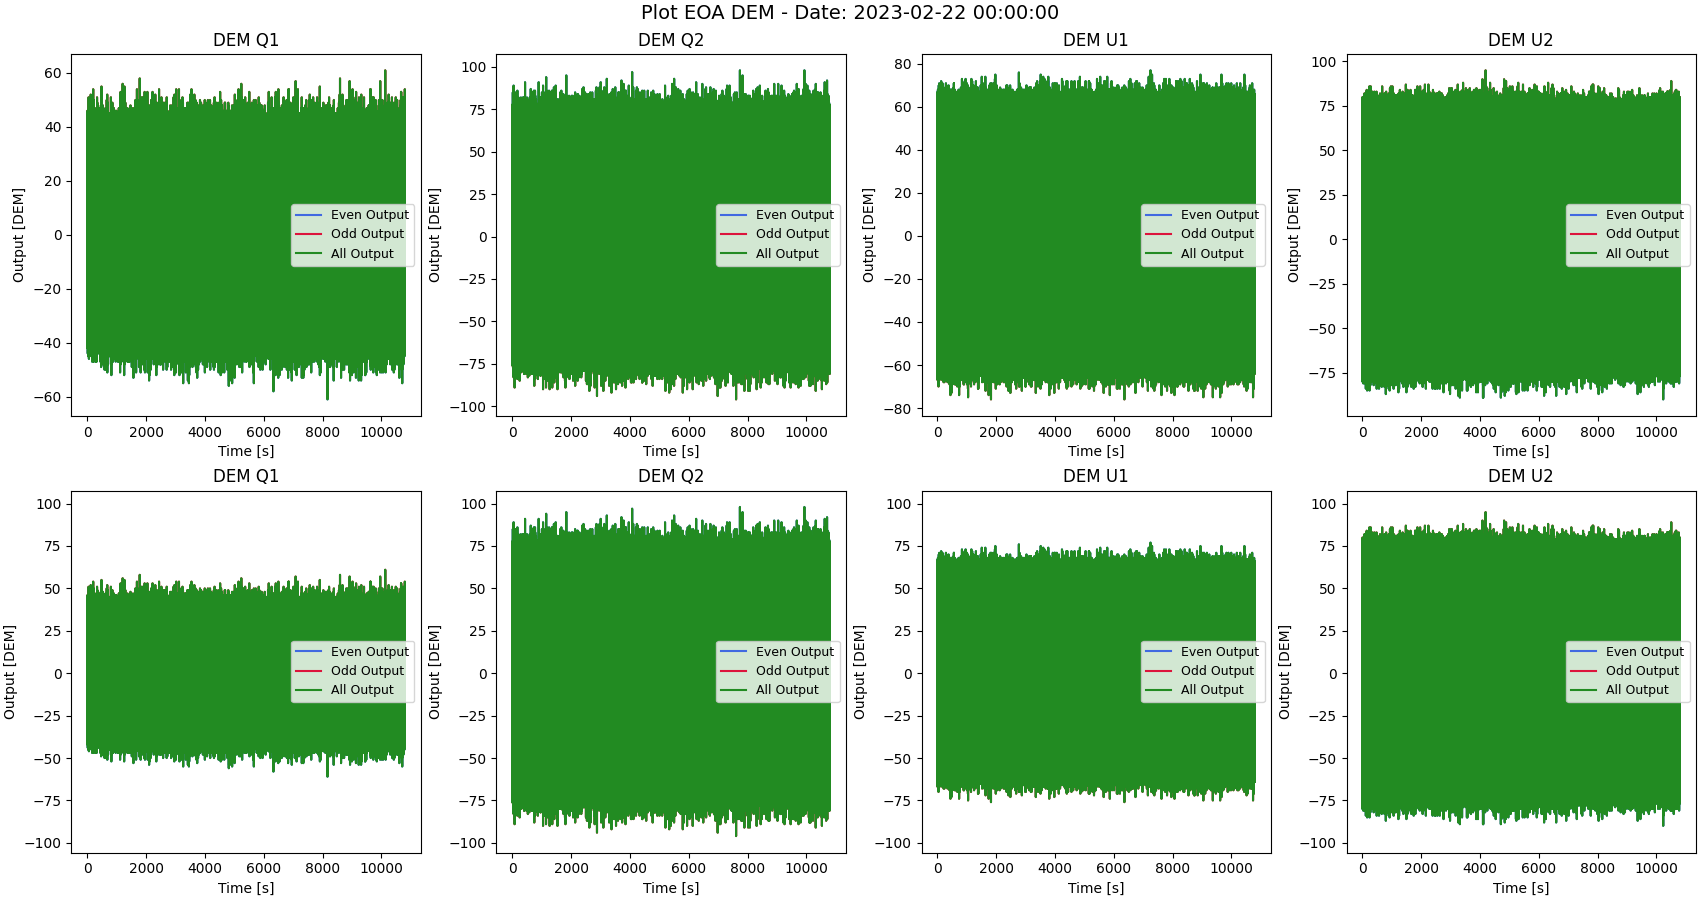 Plot EOA DEM - Date: 2023-02-22 00:00:00
DEM Q1
Output [DEM]
60
40
20
0
−20
−40
−60
Even Output
Odd Output
All Output
0 2000 4000 6000 8000 10000
Time [s]
DEM Q2
Output [DEM]
100
75
50
25
0
−25
−50
−75
−100
Even Output
Odd Output
All Output
0 2000 4000 6000 8000 10000
Time [s]
DEM U1
Output [DEM]
80
60
40
20
0
−20
−40
−60
−80
Even Output
Odd Output
All Output
0 2000 4000 6000 8000 10000
Time [s]
DEM U2
Output [DEM]
100
75
50
25
0
−25
−50
−75
Even Output
Odd Output
All Output
0 2000 4000 6000 8000 10000
Time [s]
DEM Q1
Output [DEM]
100
75
50
25
0
−25
−50
−75
−100
Even Output
Odd Output
All Output
0 2000 4000 6000 8000 10000
Time [s]
DEM Q2
Output [DEM]
100
75
50
25
0
−25
−50
−75
−100
Even Output
Odd Output
All Output
0 2000 4000 6000 8000 10000
Time [s]
DEM U1
Output [DEM]
100
75
50
25
0
−25
−50
−75
−100
Even Output
Odd Output
All Output
0 2000 4000 6000 8000 10000
Time [s]
DEM U2
Output [DEM]
100
75
50
25
0
−25
−50
−75
−100
Even Output
Odd Output
All Output
0 2000 4000 6000 8000 10000
Time [s]